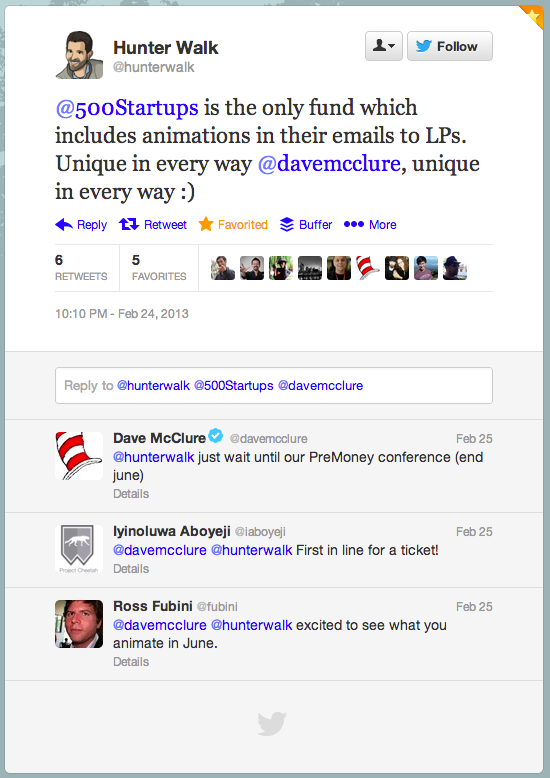 Hunter Walk
@hunterwalk
Follow
@500Startups is the only fund which
includes animations in their emails to LPs.
Unique in every way @davemcclure, unique
in every way :)
Reply Retweet Favorited Buffer More
6
RETWEETS
5
FAVORITES
10:10 PM - Feb 24, 2013
Reply to @hunterwalk @500Startups @davemcclure
Dave McClure @davemcclure Feb 25
@hunterwalk just wait until our PreMoney conference (end
june)
Details
Iyinoluwa Aboyeji @iaboyeji Feb 25
@davemcclure @hunterwalk First in line for a ticket!
Details
Project Cheetah
Ross Fubini @fubini Feb 25
@davemcclure @hunterwalk excited to see what you
animate in June.
Details